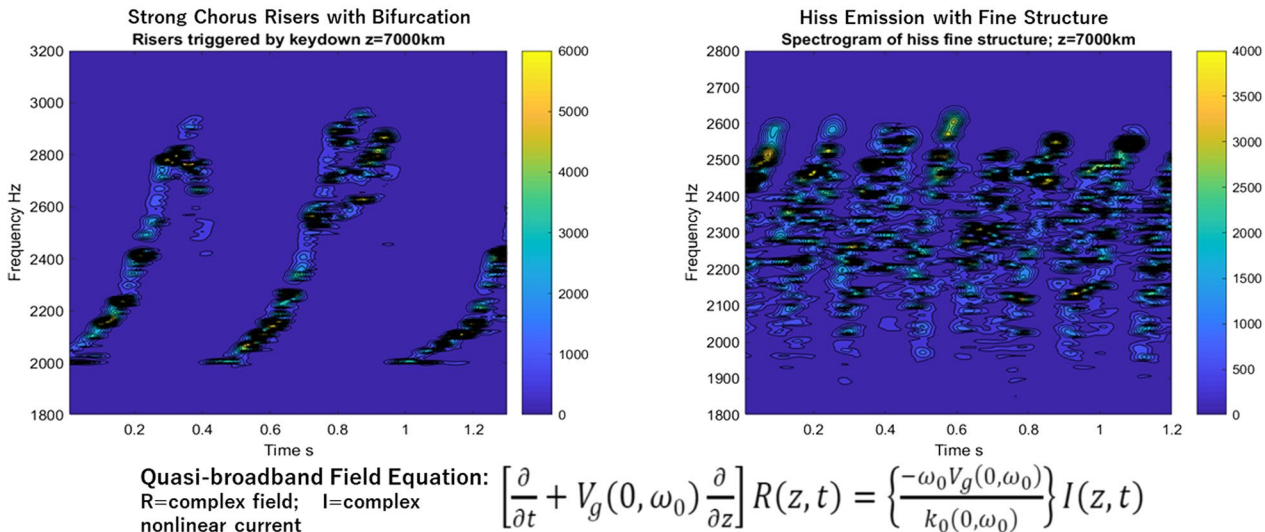 Strong Chorus Risers with Bifurcation
Risers triggered by keydown z=7000km
3200
3000
2800
2600
2400
2200
2000
1800
Frequency Hz
0.2 0.4 0.6 0.8 1 1.2
Time s
6000
5000
4000
3000
2000
1000
0
Hiss Emission with Fine Structure
Spectrogram of hiss fine structure; z=7000km
2800
2700
2600
2500
2400
2300
2200
2100
2000
1900
1800
Frequency Hz
0.2 0.4 0.6 0.8 1 1.2
Time s
4000
3500
3000
2500
2000
1500
1000
500
0
Quasi-broadband Field Equation:
R=complex field; I=complex
nonlinear current
[∂/∂t + V_g(0,ω_0) ∂/∂z] R(z,t) = {−ω_0V_g(0,ω_0)/k_0(0,ω_0)} I(z,t)